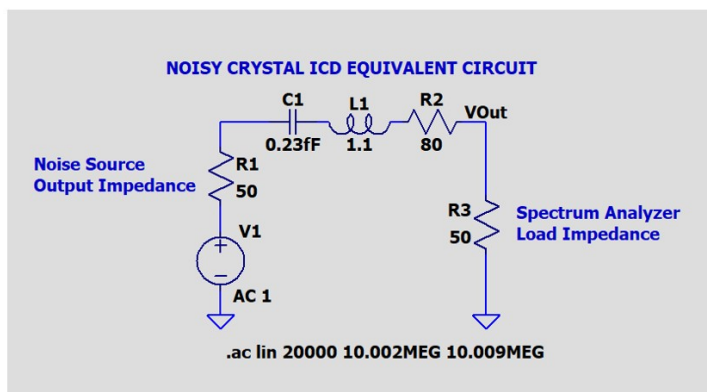 NOISY CRYSTAL ICD EQUIVALENT CIRCUIT
C1
L1
R2
VOut
0.23fF
1.1
80
Noise Source
Output Impedance
R1
50
R3
50
Spectrum Analyzer
Load Impedance
V1
AC 1
.ac lin 20000 10.002MEG 10.009MEG